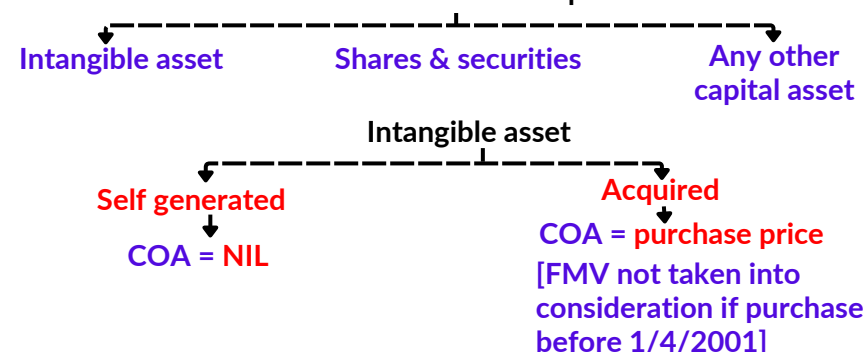 Intangible asset
Shares & securities
Any other
capital asset
Intangible asset
Self generated
Acquired
COA = NIL
COA = purchase price
[FMV not taken into
consideration if purchase
before 1/4/2001]